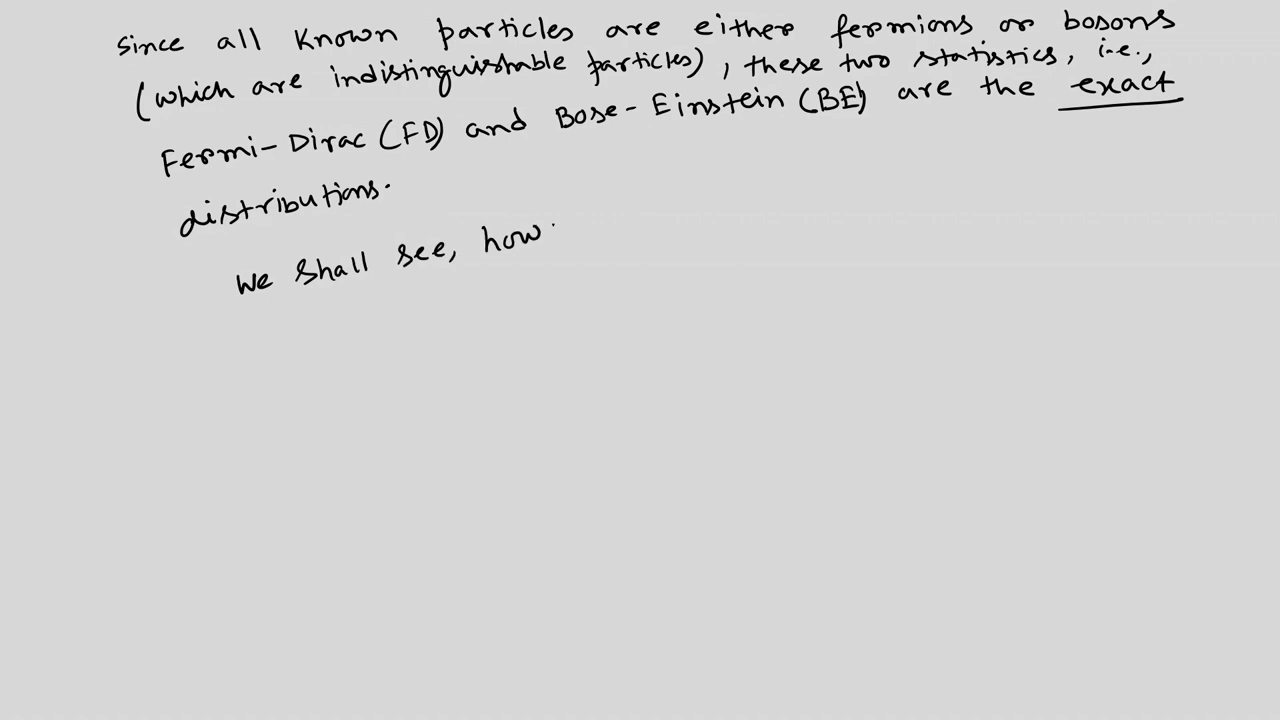 since all known particles are either fermions or bosons
(which are indistinguishable particles), these two statistics, i.e.,
Fermi-Dirac (FD) and Bose-Einstein (BE) are the exact
distributions.
We shall see, how